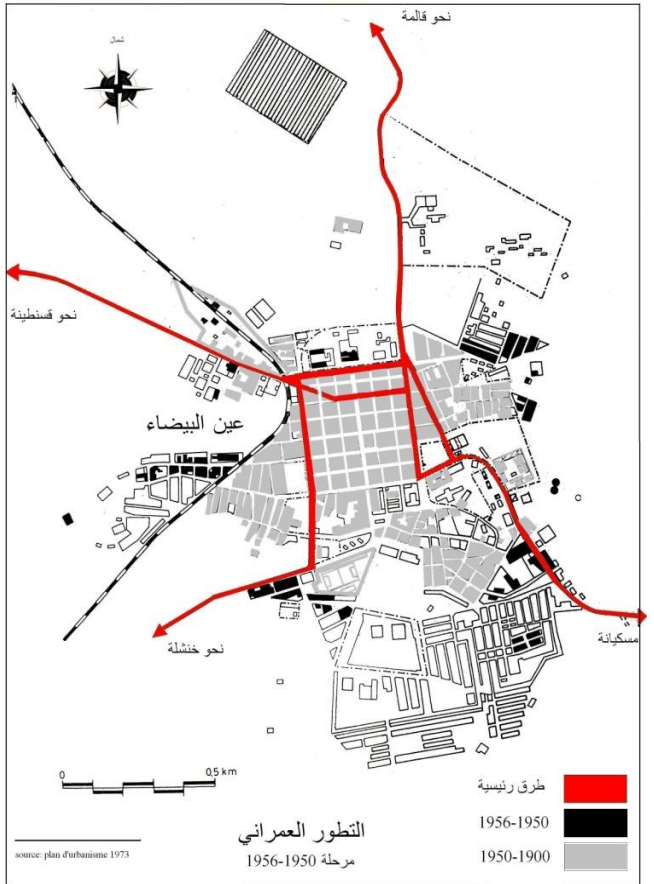 نحو قالمة
شمال
نحو قسنطينة
عين البيضاء
مسكيانة
نحو خنشلة
0
0,5 km
طرق رئيسية
1956-1950
1950-1900
التطور العمراني
مرحلة 1950-1956
source: plan d'urbanisme 1973